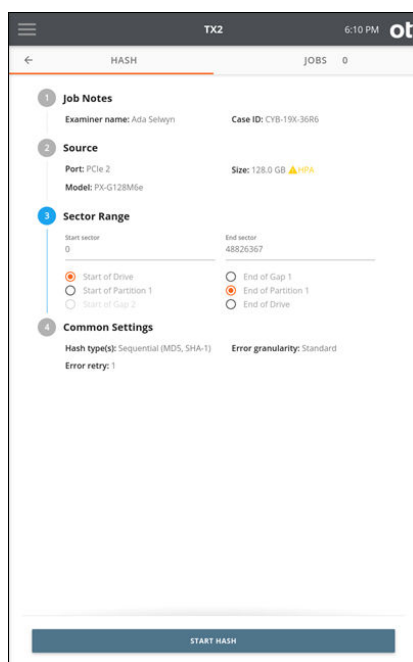 TX2 6:10 PM ot
← HASH JOBS 0
1 Job Notes
Examiner name: Ada Selwyn Case ID: CYB-19X-36R6
2 Source
Port: PCIe 2 Size: 128.0 GB HPA
Model: PX-G128M6e
3 Sector Range
Start sector End sector
0 48826367
Start of Drive End of Gap 1
Start of Partition 1 End of Partition 1
Start of Gap 2 End of Drive
4 Common Settings
Hash type(s): Sequential (MD5, SHA-1) Error granularity: Standard
Error retry: 1
START HASH